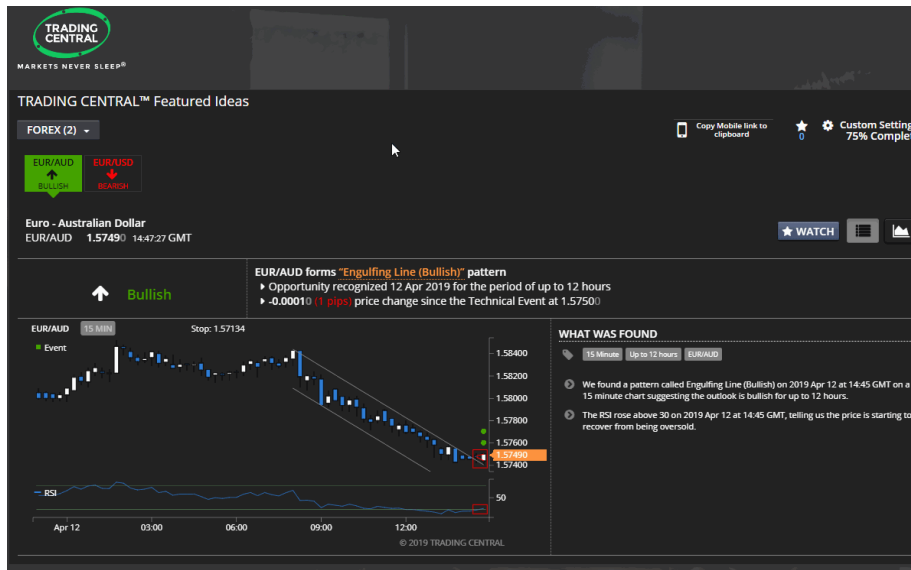 TRADING
CENTRAL
MARKETS NEVER SLEEP®
TRADING CENTRAL™ Featured Ideas
FOREX (2)
Copy Mobile link to
clipboard
0
Custom Setting
75% Complet
EUR/AUD
BULLISH
EUR/USD
BEARISH
Euro - Australian Dollar
EUR/AUD 1.57490 14:47:27 GMT
WATCH
Bullish
EUR/AUD forms “Engulfing Line (Bullish)” pattern
Opportunity recognized 12 Apr 2019 for the period of up to 12 hours
-0.00010 (1 pips) price change since the Technical Event at 1.57500
EUR/AUD 15 MIN Stop: 1.57134
Event
1.58400
1.58200
1.58000
1.57800
1.57600
1.57490
1.57400
RSI
50
Apr 12 03:00 06:00 09:00 12:00
© 2019 TRADING CENTRAL
WHAT WAS FOUND
15 Minute Up to 12 hours EUR/AUD
We found a pattern called Engulfing Line (Bullish) on 2019 Apr 12 at 14:45 GMT on a
15 minute chart suggesting the outlook is bullish for up to 12 hours.
The RSI rose above 30 on 2019 Apr 12 at 14:45 GMT, telling us the price is starting to
recover from being oversold.